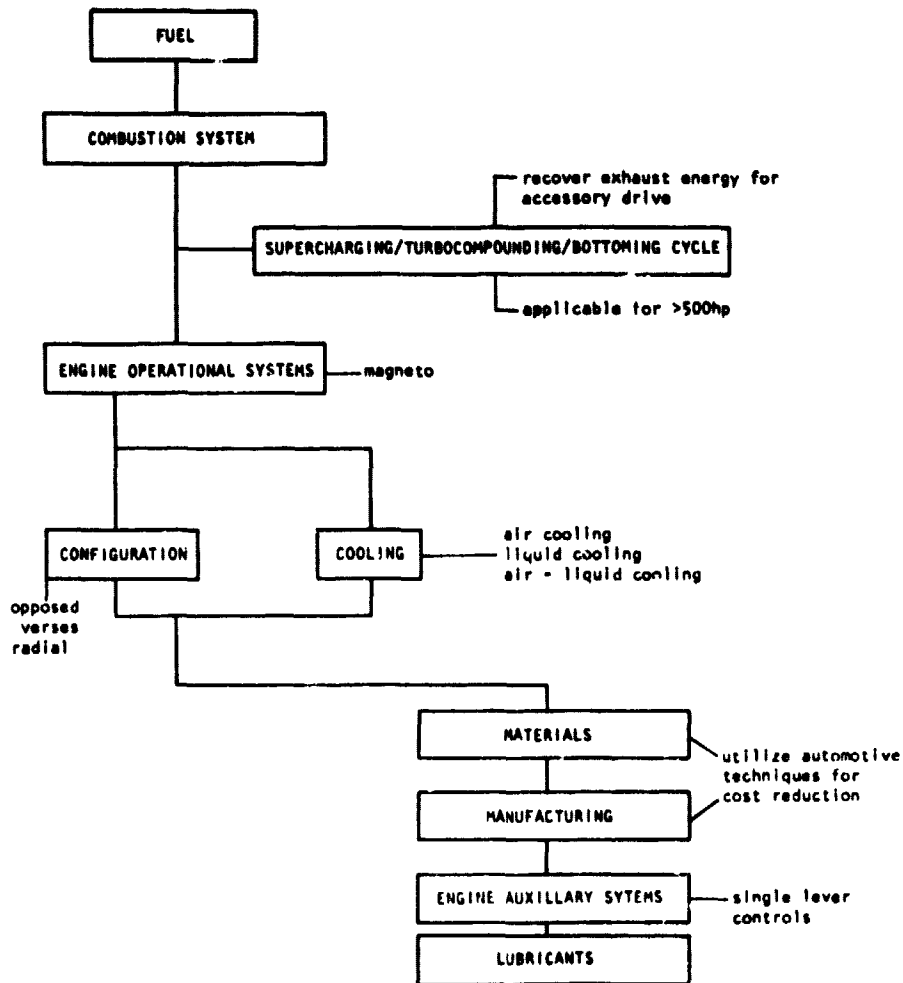 FUEL
COMBUSTION SYSTEM
recover exhaust energy for
accessory drive
SUPERCHARGING/TURBOCOMPOUNDING/BOTTOMING CYCLE
applicable for >500hp
ENGINE OPERATIONAL SYSTEMS
magneto
CONFIGURATION
COOLING
air cooling
liquid cooling
air - liquid cooling
opposed
verses
radial
MATERIALS
utilize automotive
techniques for
cost reduction
MANUFACTURING
ENGINE AUXILLARY SYTEMS
single lever
controls
LUBRICANTS